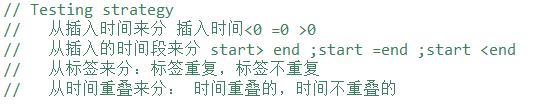 // Testing strategy
//   从插入时间来分 插入时间<0 =0 >0
//   从插入的时间段来分 start> end ;start =end ;start <end
//   从标签来分：标签重复，标签不重复
//   从时间重叠来分： 时间重叠的，时间不重叠的